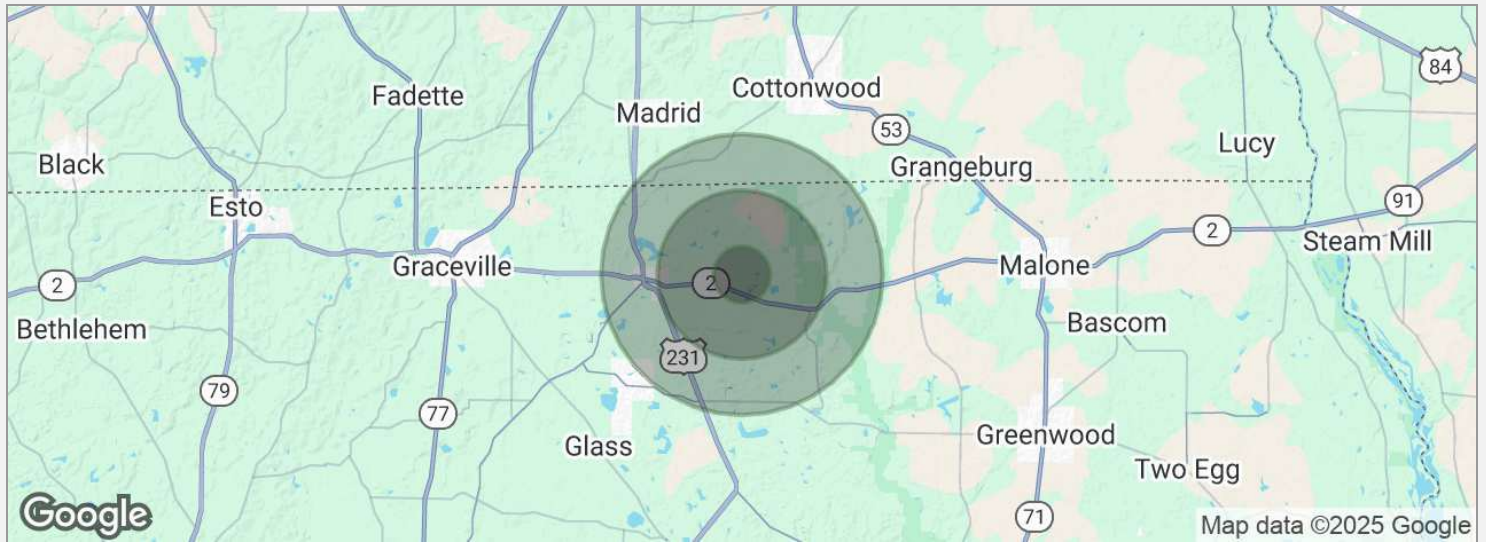 84
Cottonwood
Fadette
Madrid
53
Lucy
Black
Grangeburg
91
Esto
2
Steam Mill
Graceville
Malone
2
2
Bethlehem
Bascom
231
79
77
Glass
Greenwood
Two Egg
71
Google
Map data ©2025 Google